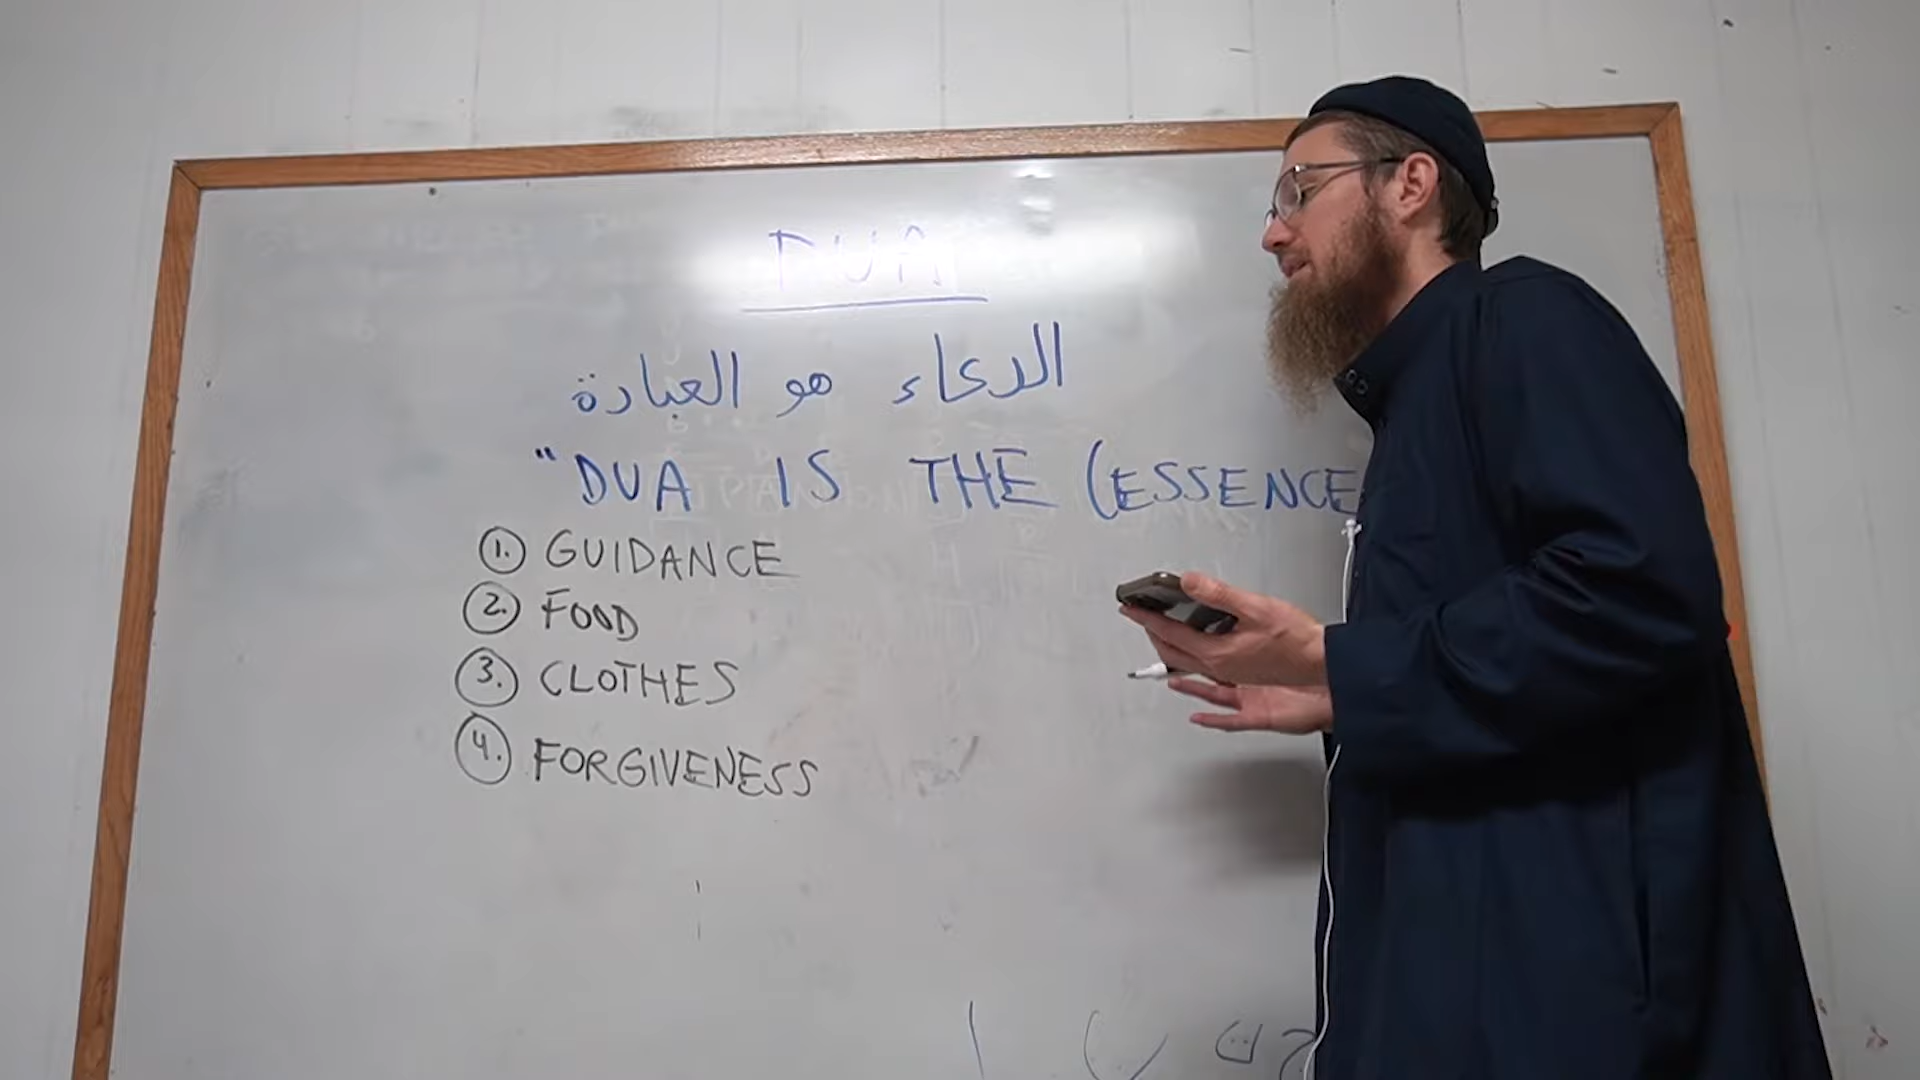 DUA
الدعاء هو العبادة
"DUA IS THE (ESSENCE
1. GUIDANCE
2. FOOD
3. CLOTHES
4. FORGIVENESS